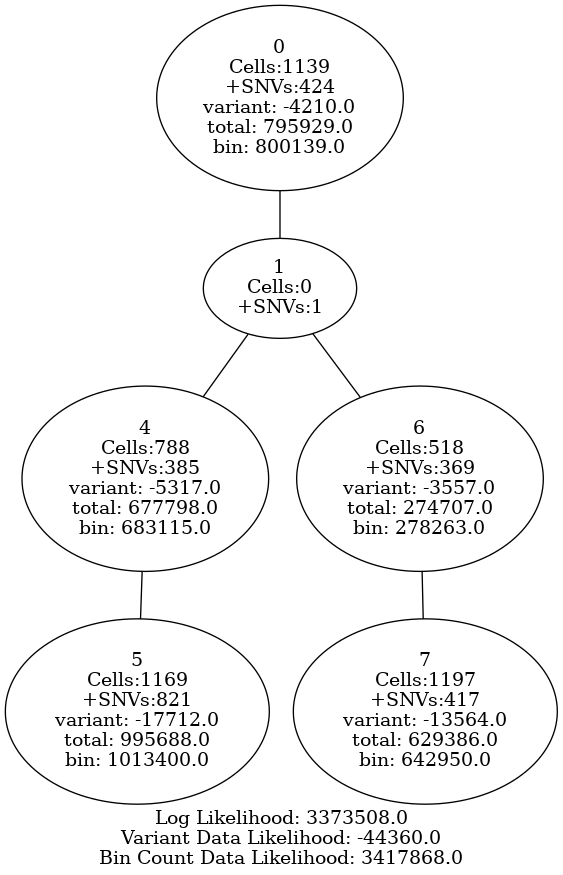 0
Cells:1139
+SNVs:424
variant: -4210.0
total: 795929.0
bin: 800139.0
1
Cells:0
+SNVs:1
4
Cells:788
+SNVs:385
variant: -5317.0
total: 677798.0
bin: 683115.0
6
Cells:518
+SNVs:369
variant: -3557.0
total: 274707.0
bin: 278263.0
5
Cells:1169
+SNVs:821
variant: -17712.0
total: 995688.0
bin: 1013400.0
7
Cells:1197
+SNVs:417
variant: -13564.0
total: 629386.0
bin: 642950.0
Log Likelihood: 3373508.0
Variant Data Likelihood: -44360.0
Bin Count Data Likelihood: 3417868.0